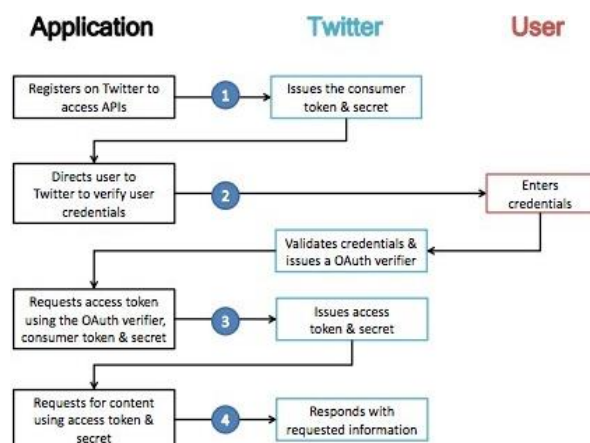 Application
Twitter
User
Registers on Twitter to
access APIs
1
Issues the consumer
token & secret
Directs user to
Twitter to verify user
credentials
2
Enters
credentials
Validates credentials &
issues a OAuth verifier
Requests access token
using the OAuth verifier,
consumer token & secret
3
Issues access
token & secret
Requests for content
using access token &
secret
4
Responds with
requested information